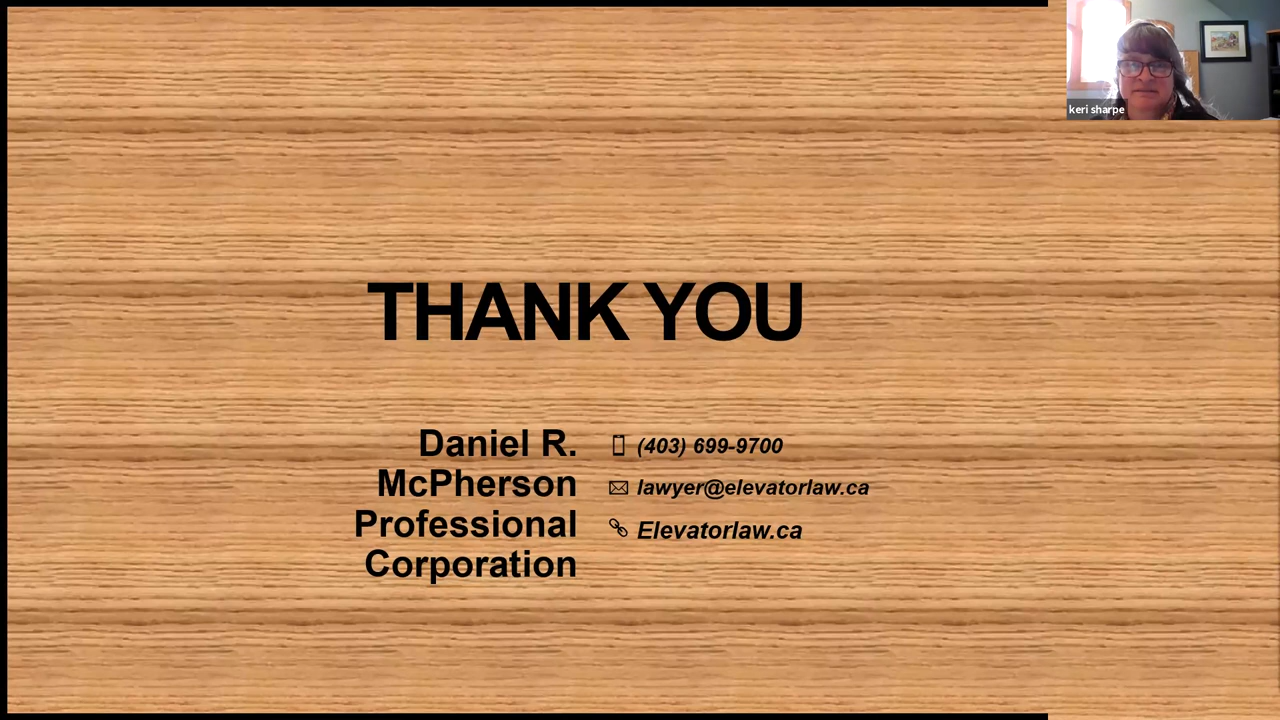 keri sharpe
THANK YOU
Daniel R.
McPherson
Professional
Corporation
(403) 699-9700
lawyer@elevatorlaw.ca
Elevatorlaw.ca